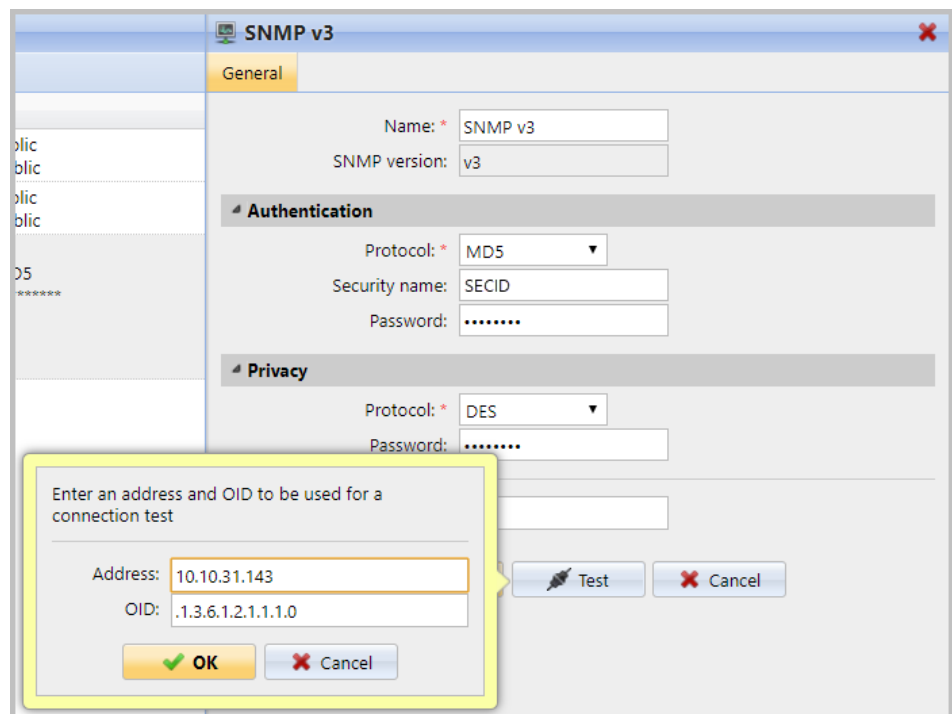 SNMP v3
General
Name: * SNMP v3
SNMP version: v3
Authentication
Protocol: * MD5
Security name: SECID
Password: ••••••••
Privacy
Protocol: * DES
Password: ••••••••
Test
Cancel
Enter an address and OID to be used for a
connection test
Address: 10.10.31.143
OID: .1.3.6.1.2.1.1.1.0
OK
Cancel